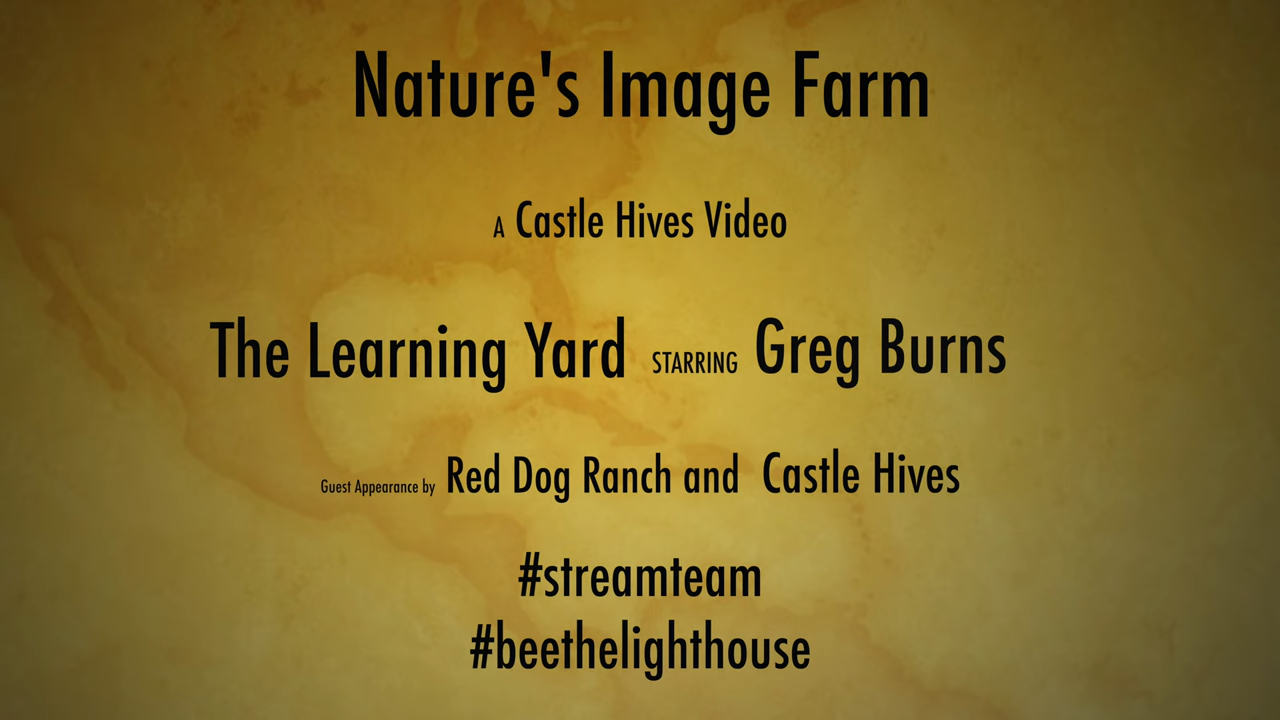 Nature's Image Farm
A Castle Hives Video
The Learning Yard STARRING Greg Burns
Guest Appearance by Red Dog Ranch and Castle Hives
#streamteam
#beethelighthouse